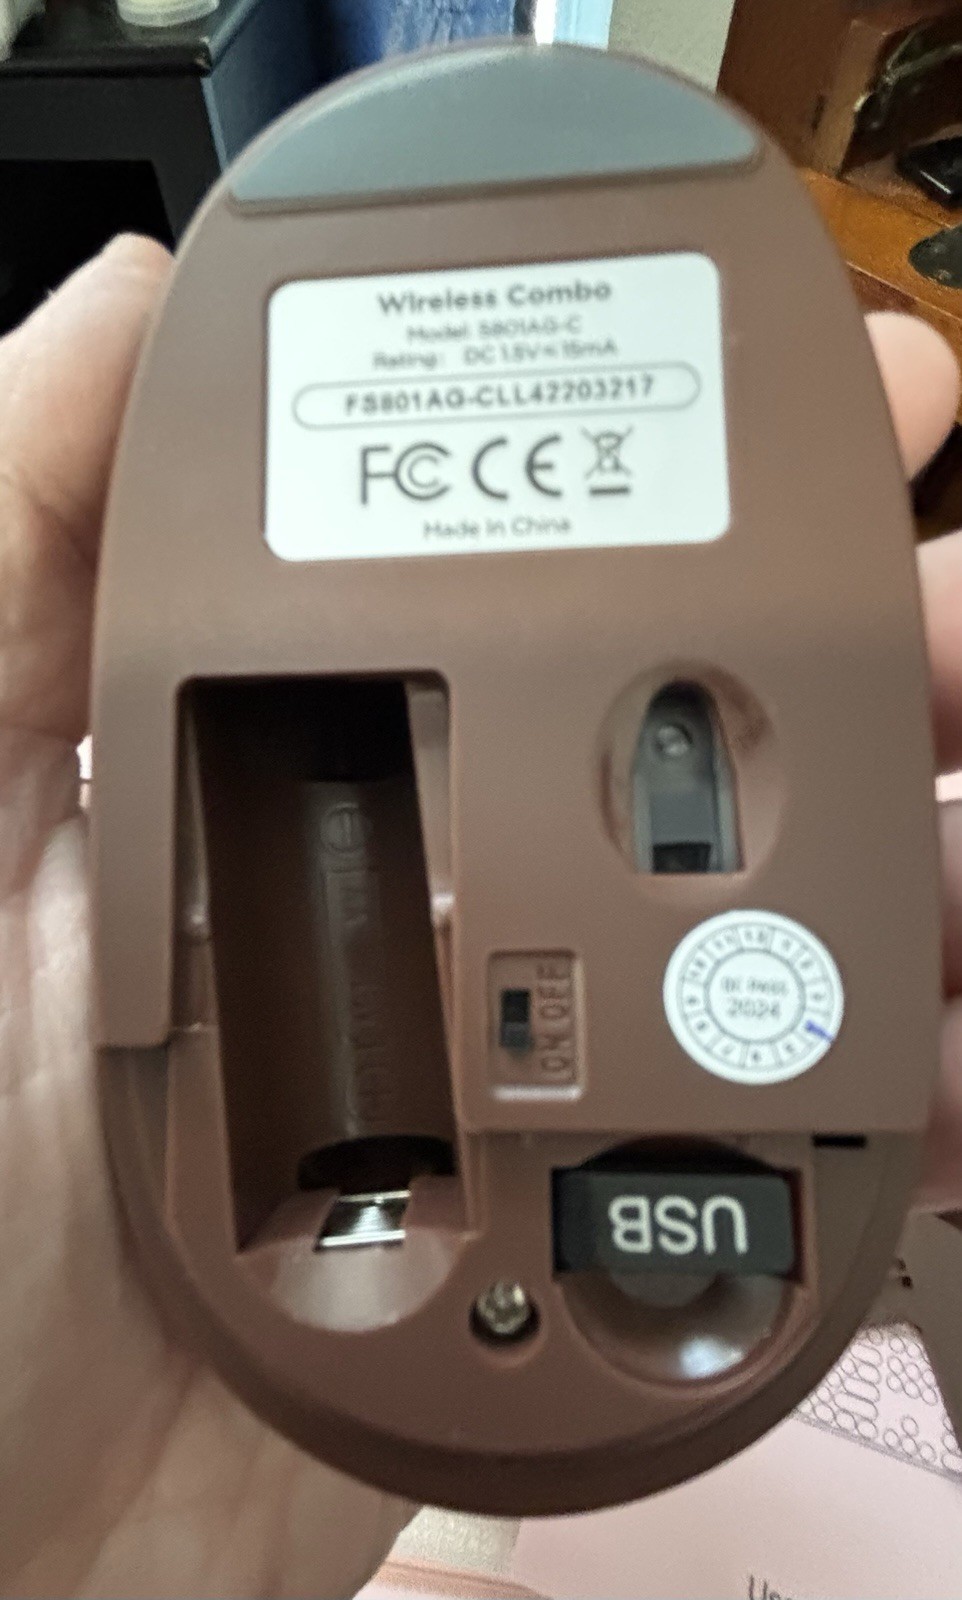 Wireless Combo
Model: S801AG-C
Rating: DC 1.5V⎓15mA
FS801AG-CLL42203217
FC CE
Made In China
ON OFF
QC PASS
2024
USB